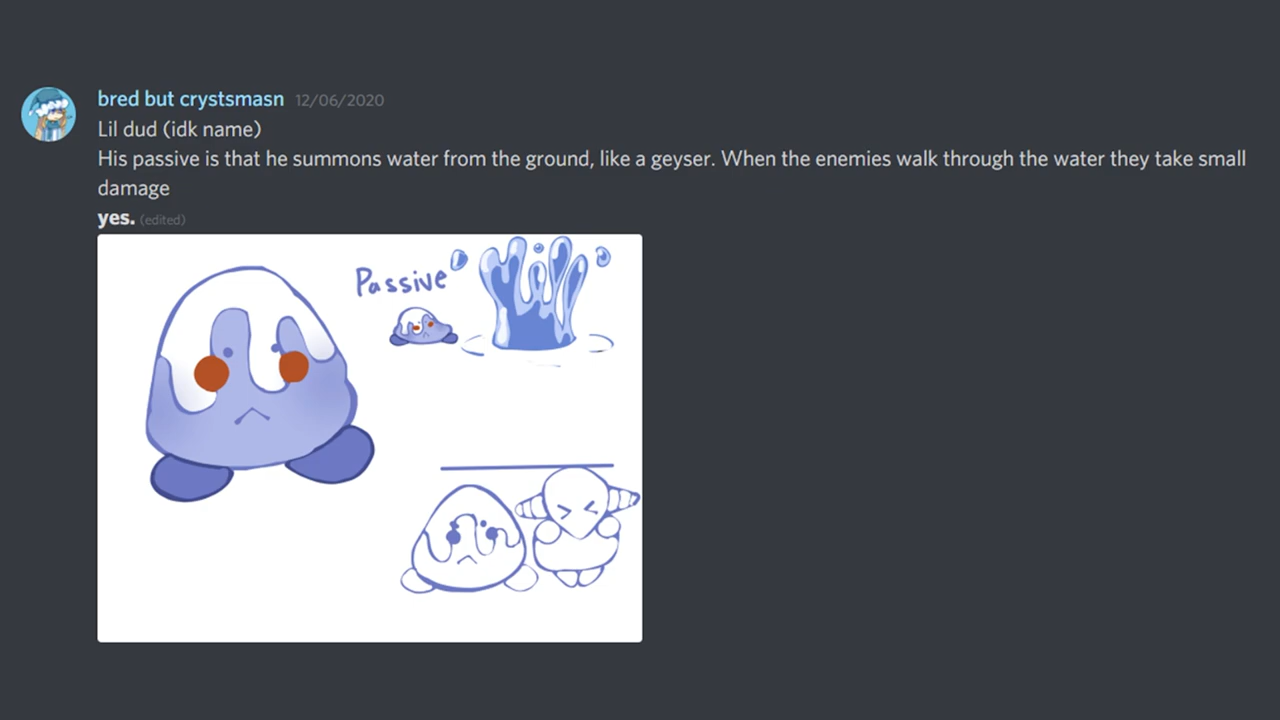 bred but crystsmasn 12/06/2020
Lil dud (idk name)
His passive is that he summons water from the ground, like a geyser. When the enemies walk through the water they take small
damage
yes. (edited)
Passive